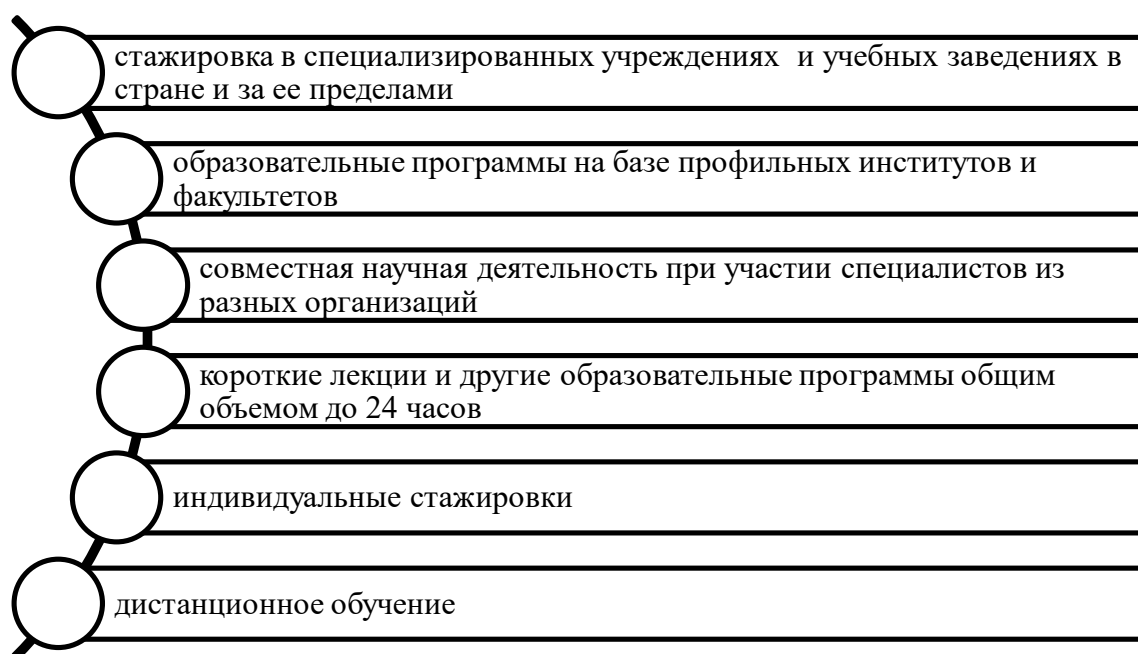 стажировка в специализированных учреждениях  и учебных заведениях в
стране и за ее пределами
образовательные программы на базе профильных институтов и
факультетов
совместная научная деятельность при участии специалистов из
разных организаций
короткие лекции и другие образовательные программы общим
объемом до 24 часов
индивидуальные стажировки
дистанционное обучение